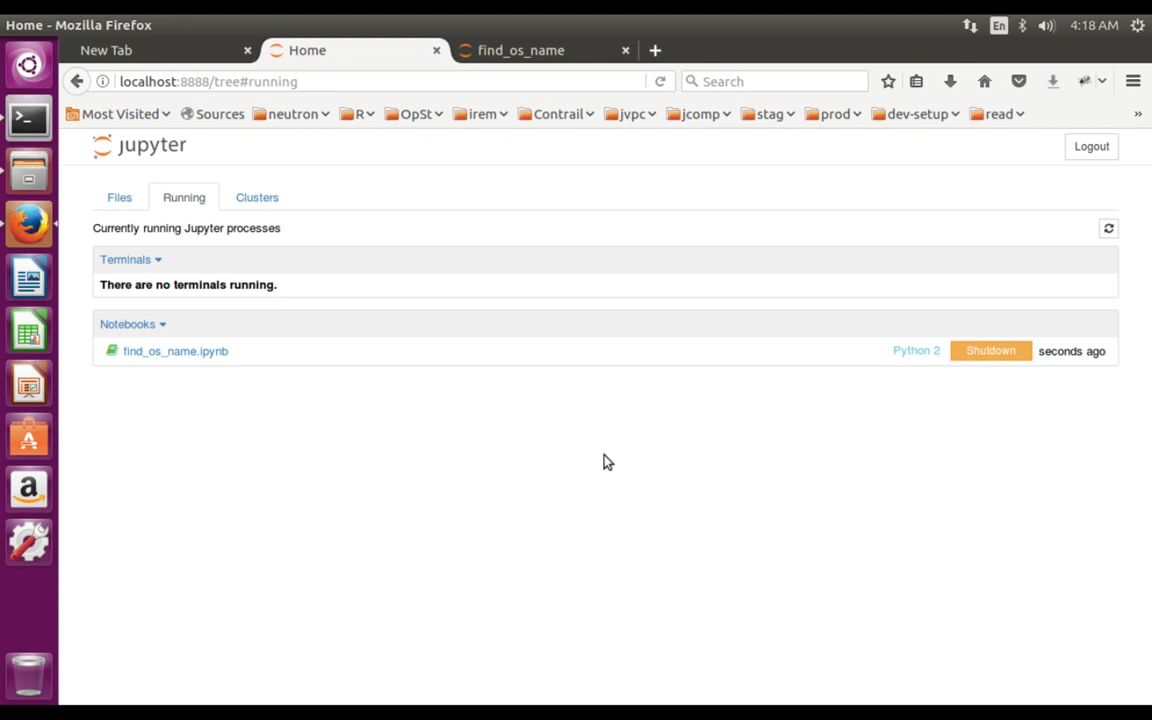 Home - Mozilla Firefox
En
4:18 AM
New Tab
Home
find_os_name
localhost:8888/tree#running
Search
Most Visited
Sources
neutron
R
OpSt
irem
Contrail
jvpc
jcomp
stag
prod
dev-setup
read
»
jupyter
Logout
Files
Running
Clusters
Currently running Jupyter processes
Terminals
There are no terminals running.
Notebooks
find_os_name.ipynb
Python 2
Shutdown
seconds ago